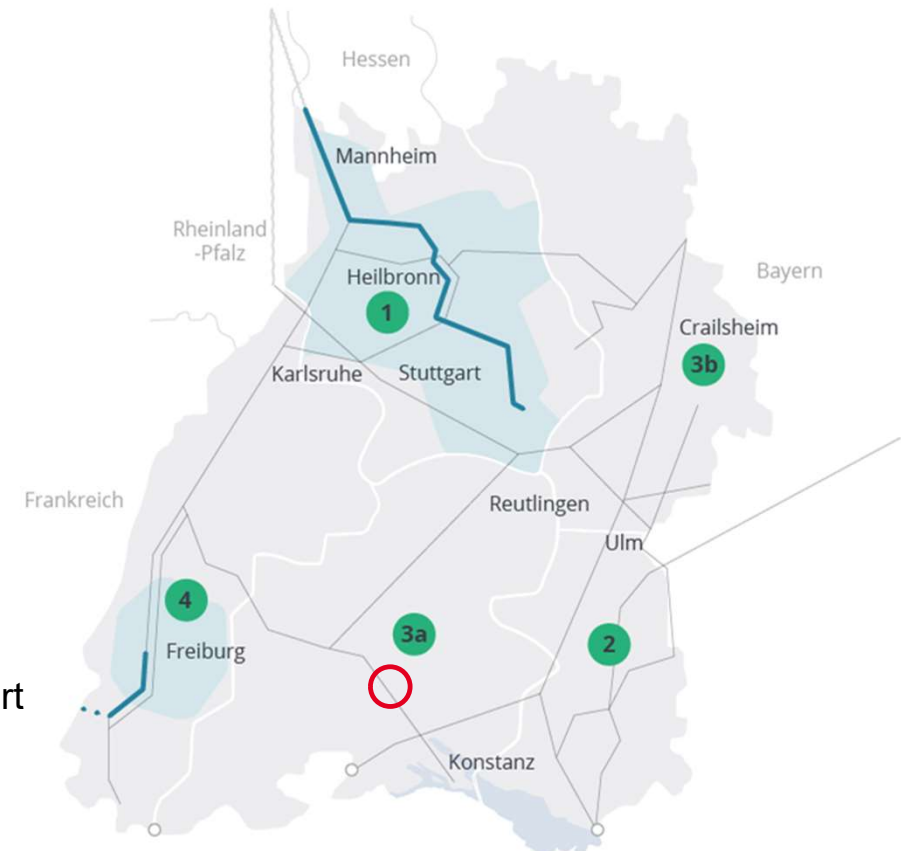 Hessen
Mannheim
Rheinland
-Pfalz
Heilbronn
Bayern
1
Crailsheim
3b
Karlsruhe
Stuttgart
Frankreich
Reutlingen
Ulm
4
3a
2
Freiburg
rt
Konstanz